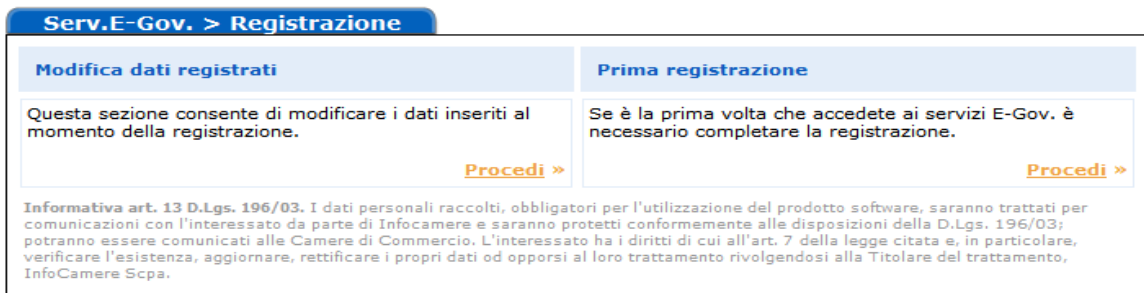 Serv.E-Gov. > Registrazione
Modifica dati registrati
Questa sezione consente di modificare i dati inseriti al
momento della registrazione.
Procedi »
Prima registrazione
Se è la prima volta che accedete ai servizi E-Gov. è
necessario completare la registrazione.
Procedi »
Informativa art. 13 D.Lgs. 196/03. I dati personali raccolti, obbligatori per l'utilizzazione del prodotto software, saranno trattati per
comunicazioni con l'interessato da parte di Infocamere e saranno protetti conformemente alle disposizioni della D.Lgs. 196/03;
potranno essere comunicati alle Camere di Commercio. L'interessato ha i diritti di cui all'art. 7 della legge citata e, in particolare,
verificare l'esistenza, aggiornare, rettificare i propri dati od opporsi al loro trattamento rivolgendosi alla Titolare del trattamento,
InfoCamere Scpa.